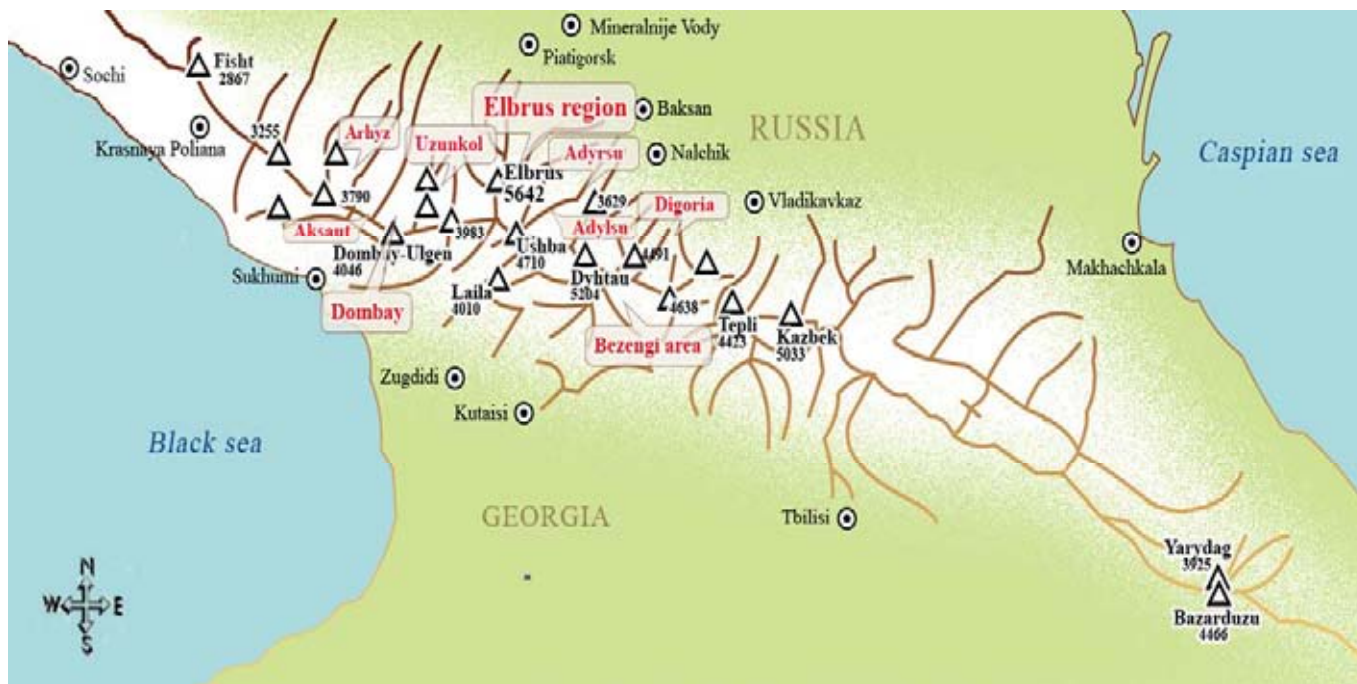 Mineralnije Vody
Piatigorsk
Sochi
Fisht
2867
Elbrus region
Baksan
RUSSIA
Caspian sea
Krasnaya Poliana
3255
Arhyz
Uzunkol
Adyrsu
Nalchik
Elbrus
5642
3790
3629
Digoria
Vladikavkaz
Aksaut
Adylsu
3983
Dombay-Ulgen
4046
Ushba
4710
4491
Makhachkala
Sukhumi
Laila
4010
Dyhtau
5204
4638
Dombay
Tepli
4423
Kazbek
5033
Bezengi area
Zugdidi
Kutaisi
Black sea
GEORGIA
Tbilisi
Yarydag
3925
Bazarduzu
4466
N
W E
S